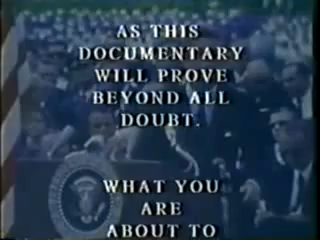 AS THIS
DOCUMENTARY
WILL PROVE
BEYOND ALL
DOUBT.
WHAT YOU
ARE
ABOUT TO